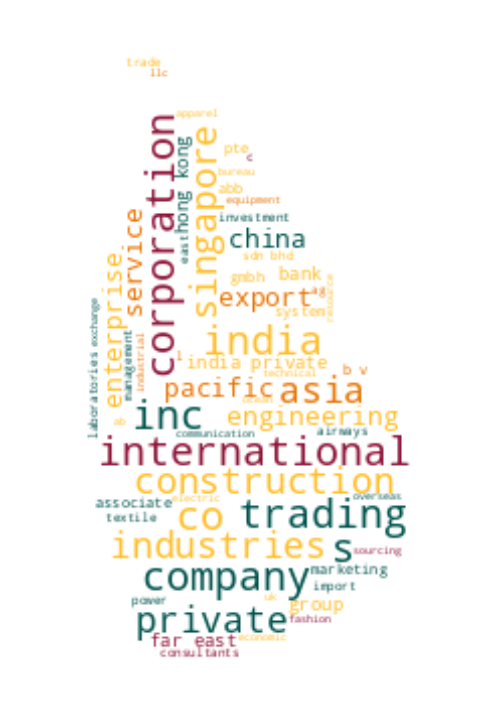 trade
llc
apparel
corporation
singapore
hong kong
east
pte
c
bureau
abb
equipment
investment
service
china
sdn bhd
enterprise
gmbh
bank
resource
export
ag
system
laboratories
exchange
management
industrial
india
l
india private
technical
b v
pacific
asia
ocean
inc
engineering
ab
communication
airways
international
construction
associate
electric
overseas
textile
co
trading
industries
s
sourcing
company
marketing
import
power
uk
group
private
fashion
far east
economic
consultants